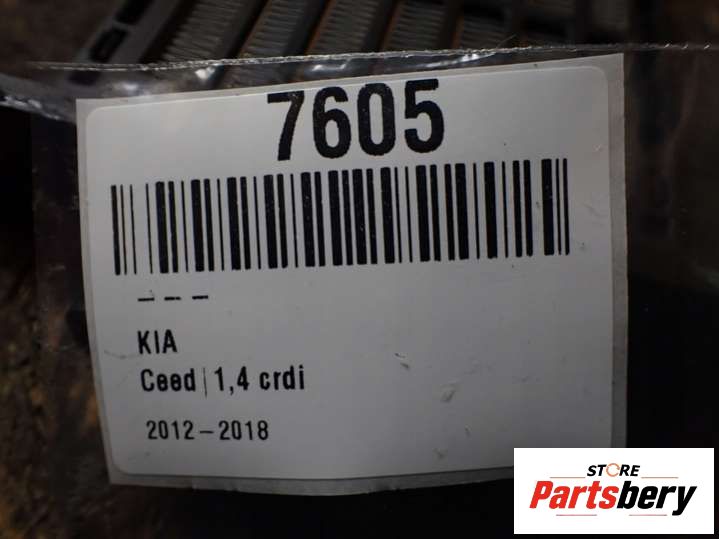 7605
– – –
KIA
Ceed | 1,4 crdi
2012 – 2018
STORE
Partsbery